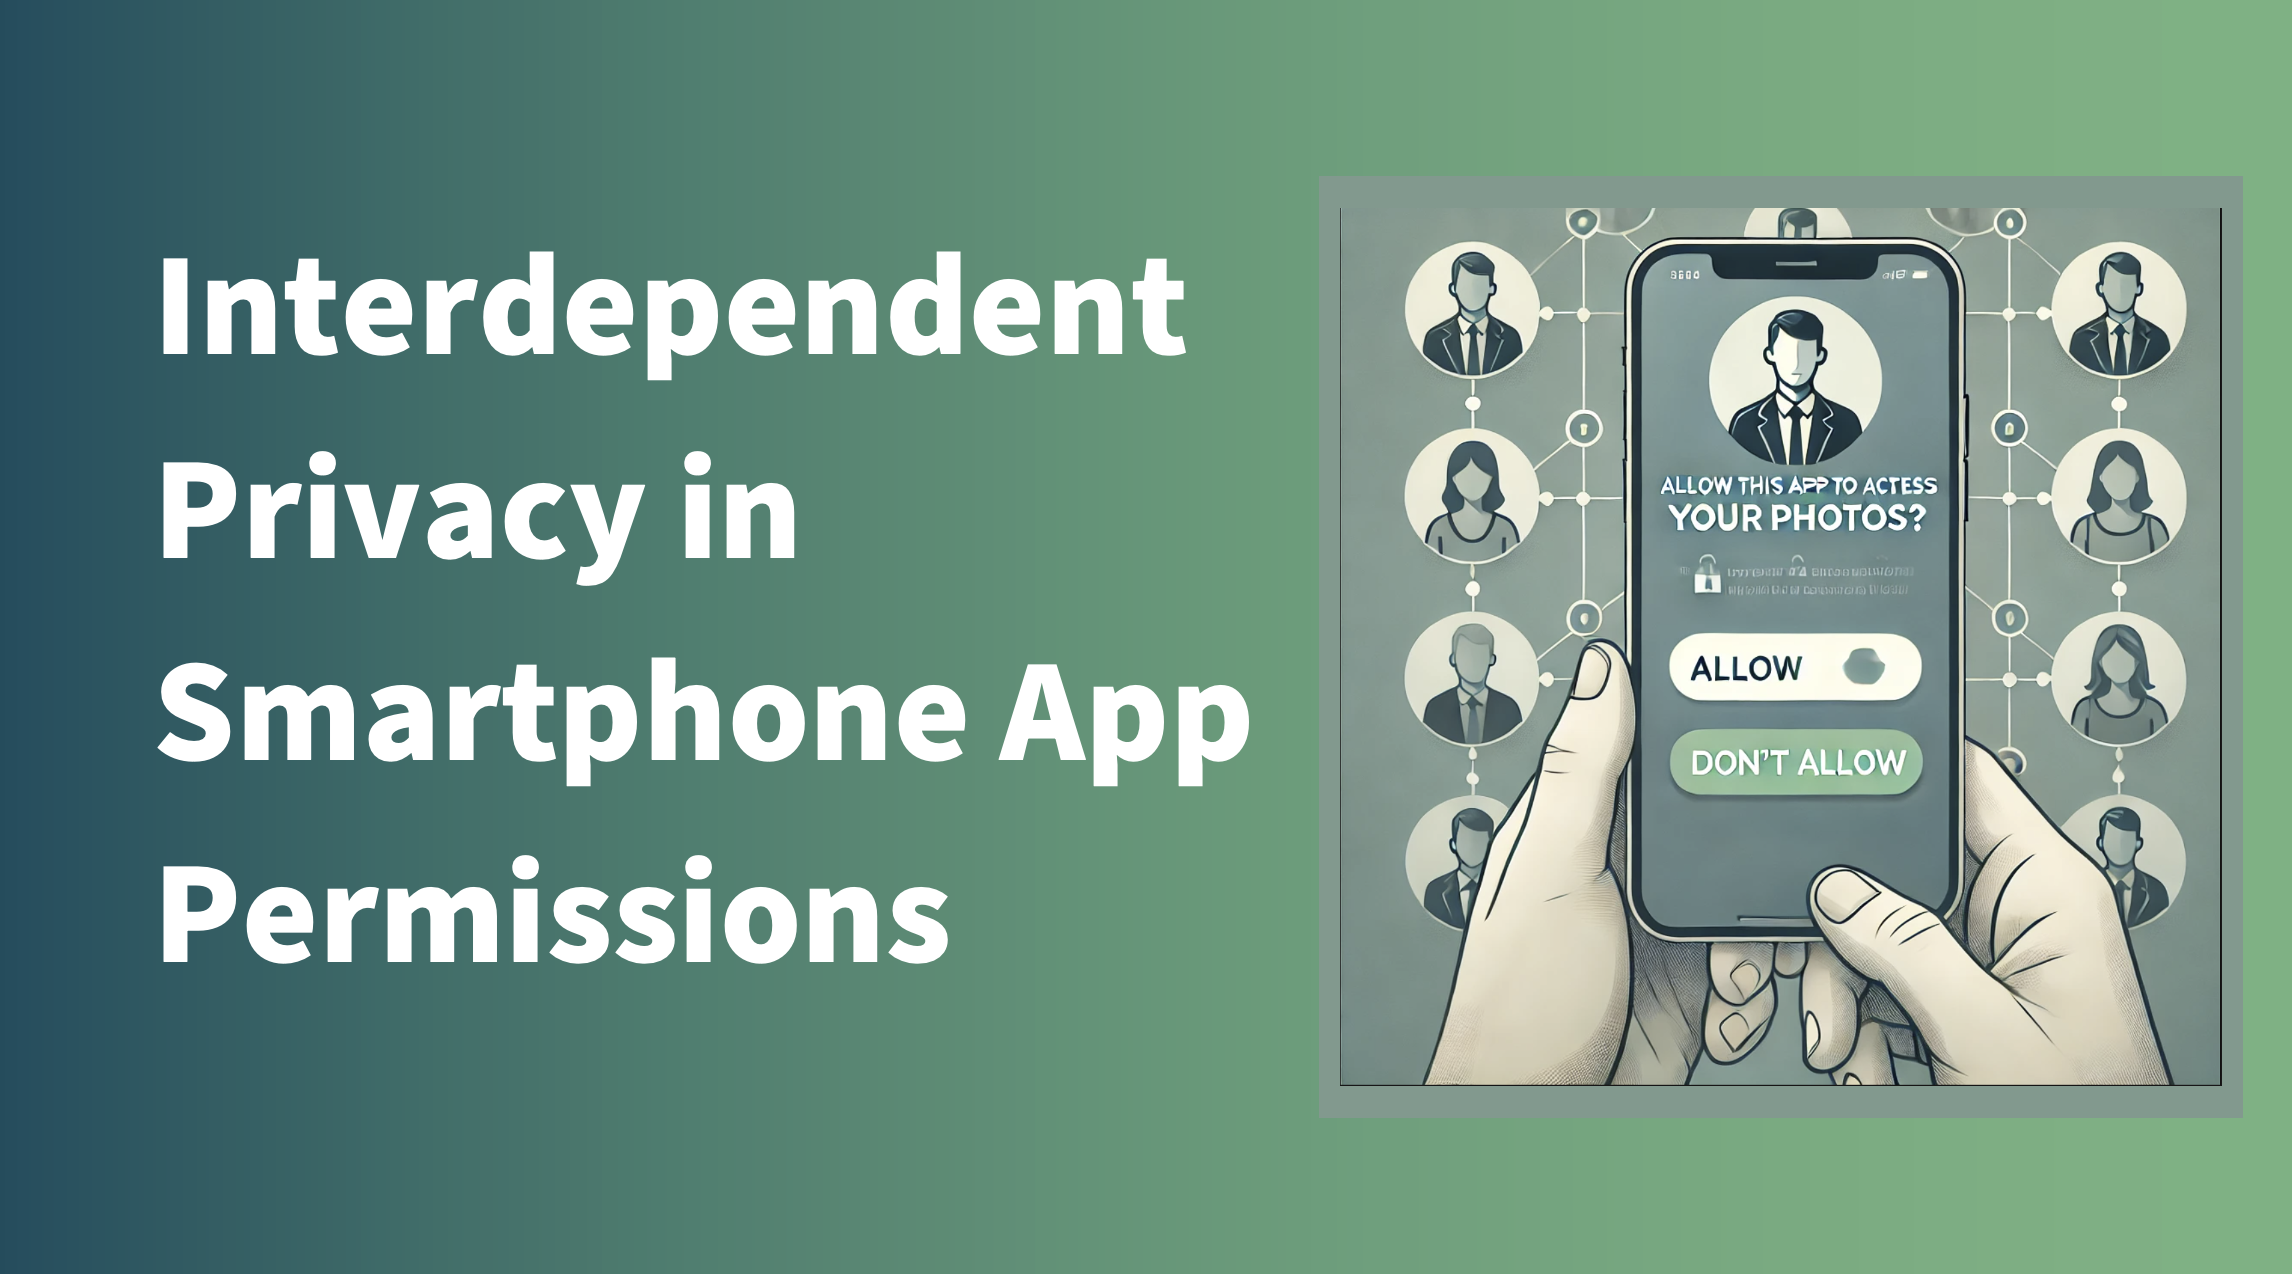 Interdependent
Privacy in
Smartphone App
Permissions
ALLOW THIS APP TO ACTESS
YOUR PHOTOS?
ALLOW
DON'T ALLOW